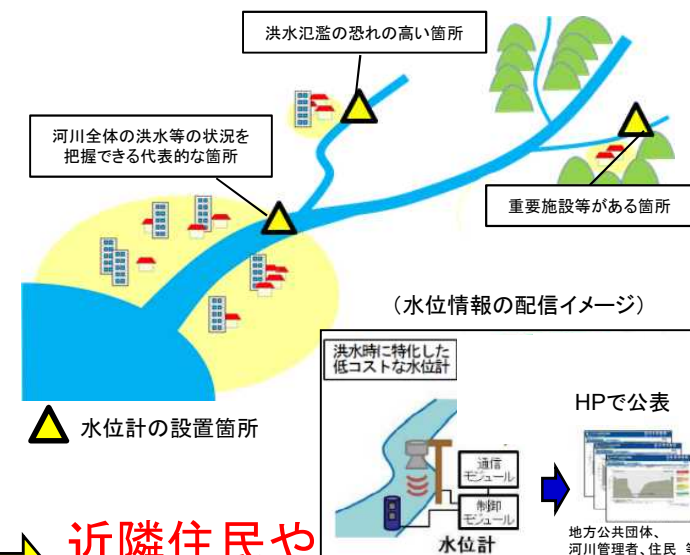 洪水氾濫の恐れの高い箇所
河川全体の洪水等の状況を
把握できる代表的な箇所
重要施設等がある箇所
水位計の設置箇所
(水位情報の配信イメージ)
洪水時に特化した
低コストな水位計
通信
モジュール
制御
モジュール
水位計
HPで公表
地方公共団体、
河川管理者、住民 等
近隣住民や